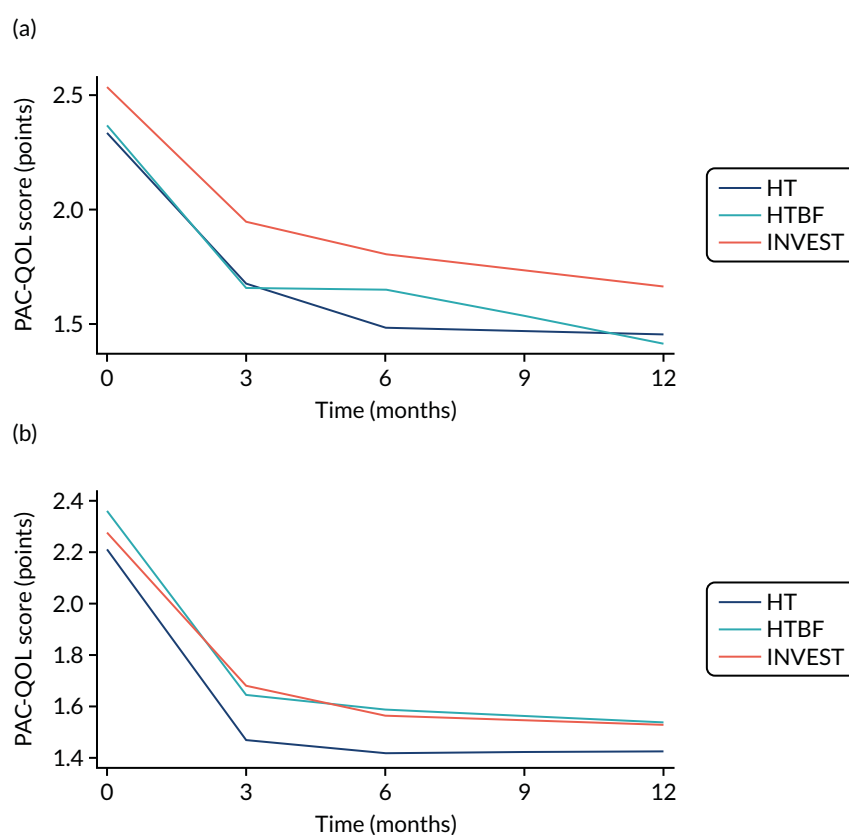 (a)
PAC-QOL score (points)
2.5
2.0
1.5
0 3 6 9 12
Time (months)
HT
HTBF
INVEST
(b)
PAC-QOL score (points)
2.4
2.2
2.0
1.8
1.6
1.4
0 3 6 9 12
Time (months)
HT
HTBF
INVEST